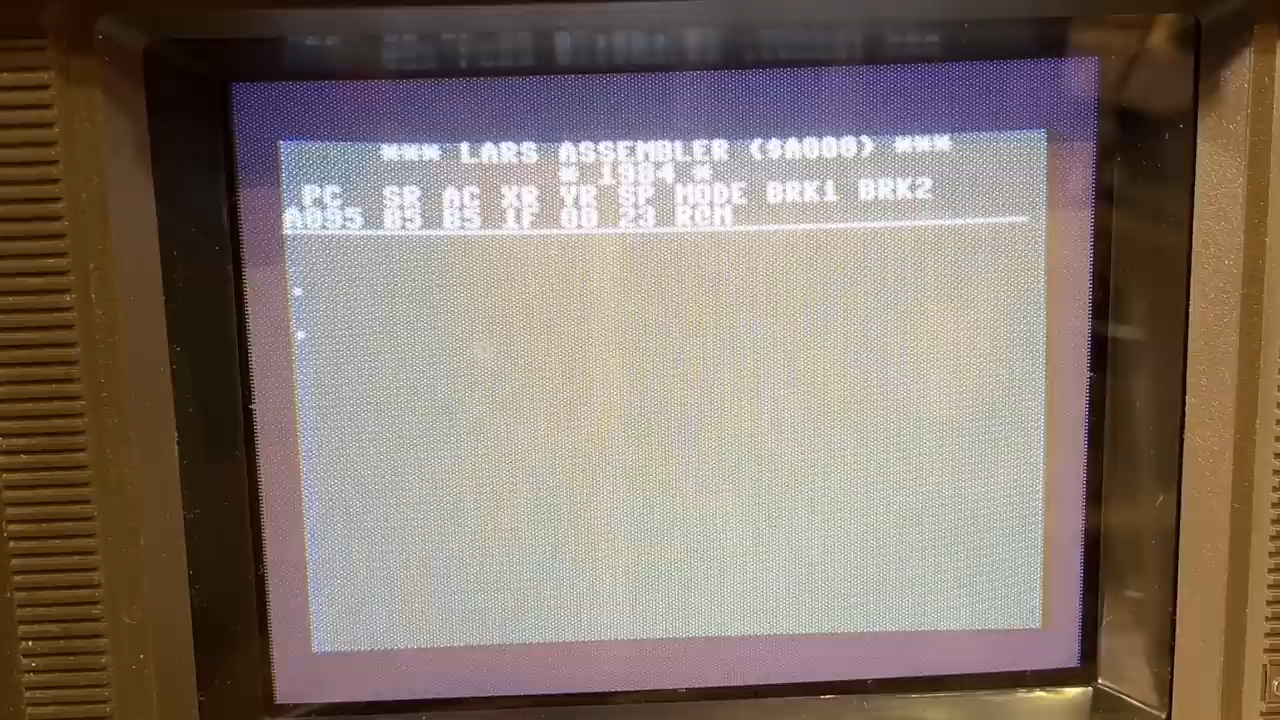 *** LARS ASSEMBLER ($A000) ***
* 1984 *
PC SR AC XR YR SP MODE BRK1 BRK2
A095 B5 B5 1F 00 23 ROM
.
.